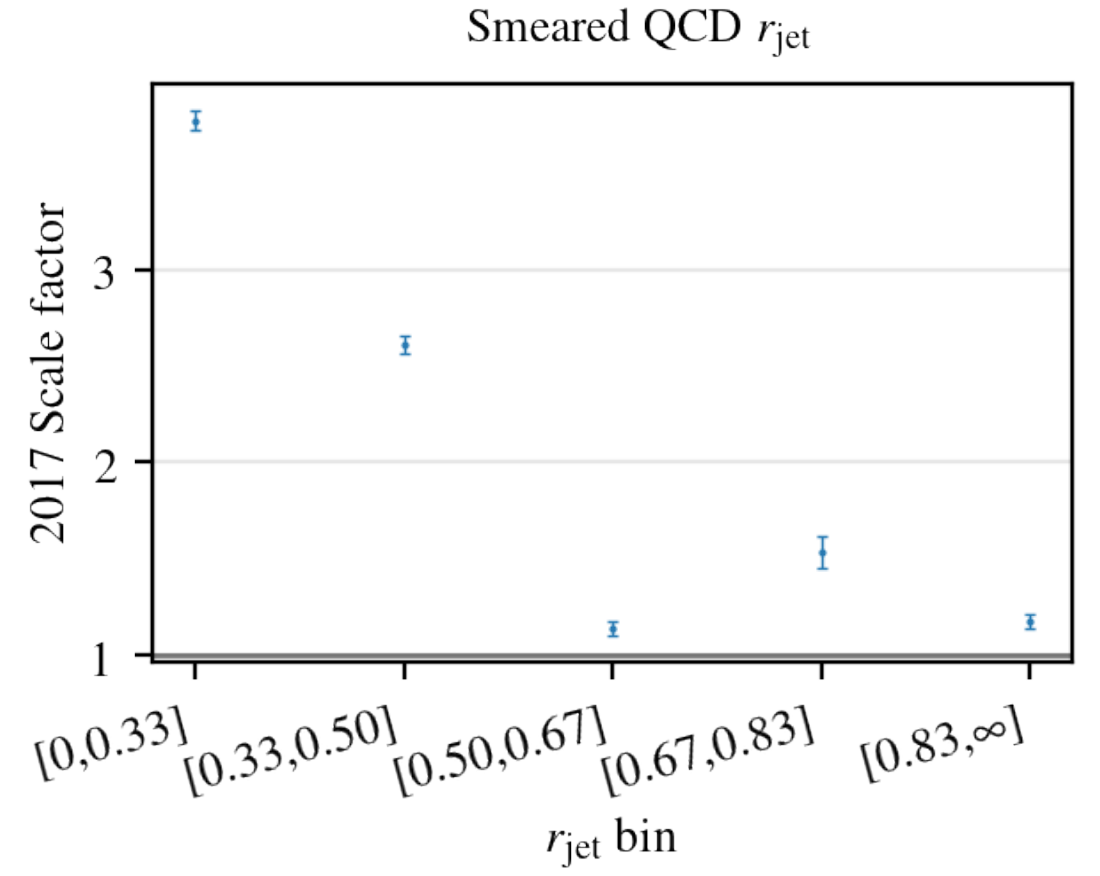 Smeared QCD r_jet
2017 Scale factor
3
2
1
[0,0.33]
[0.33,0.50]
[0.50,0.67]
[0.67,0.83]
[0.83,∞]
r_jet bin